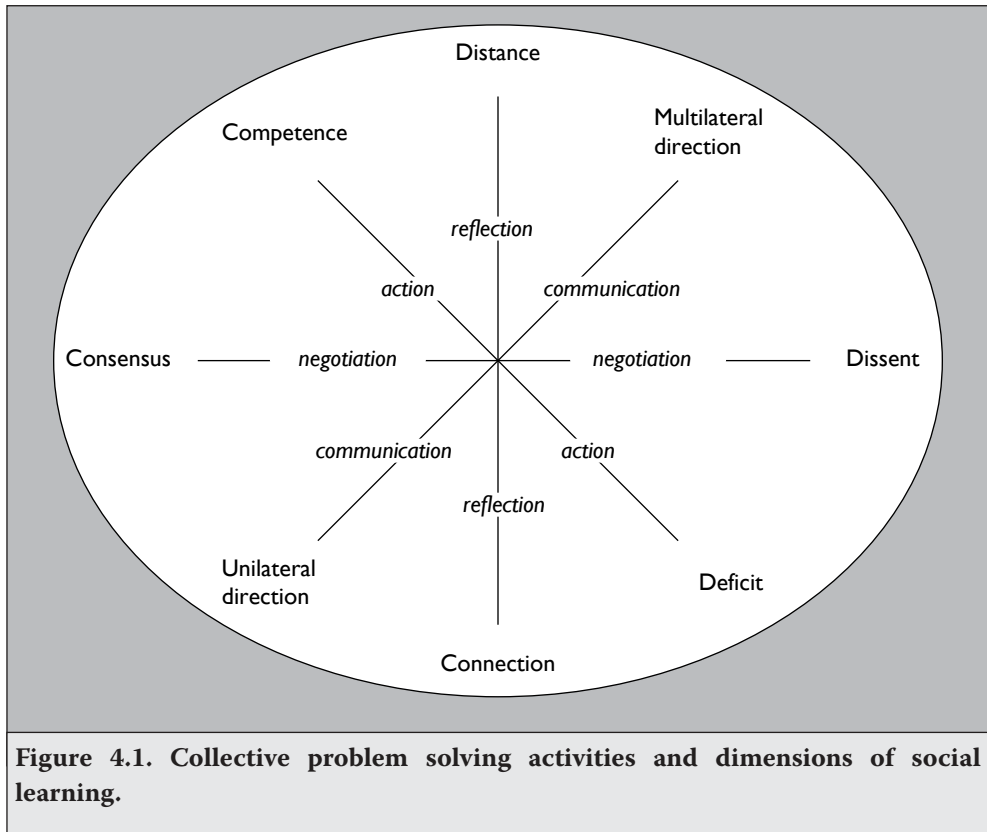 Distance
Competence
Multilateral
direction
reflection
action
communication
Consensus
negotiation
negotiation
Dissent
communication
action
reflection
Unilateral
direction
Deficit
Connection
Figure 4.1. Collective problem solving activities and dimensions of social
learning.